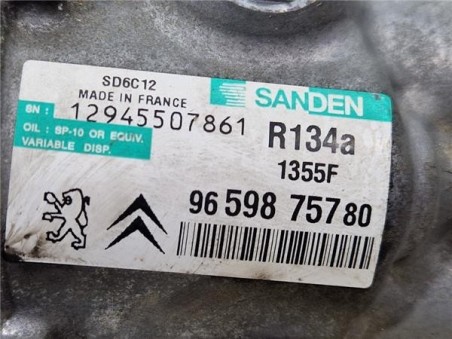 SD6C12
MADE IN FRANCE
SANDEN
SN: 12945507861
OIL: SP-10 OR EQUIV.
VARIABLE DISP.
R134a
1355F
96 598 757 80